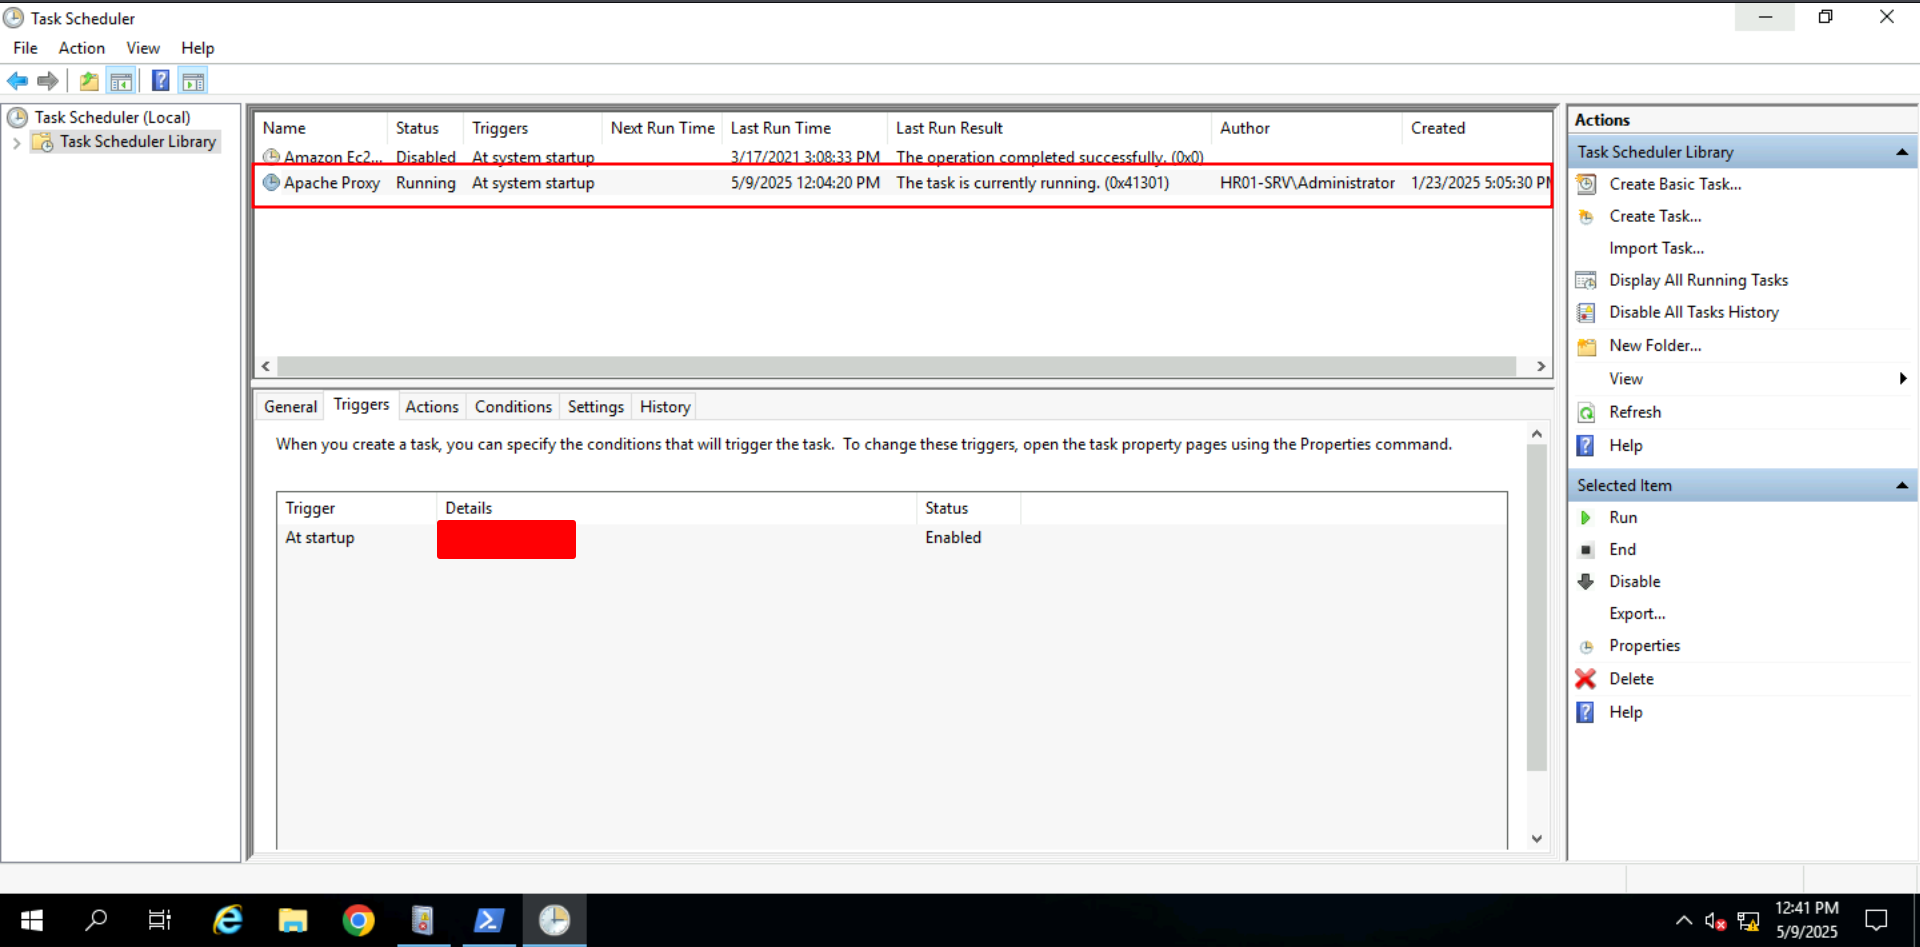 Task Scheduler
File Action View Help
Task Scheduler (Local)
Task Scheduler Library
Name Status Triggers Next Run Time Last Run Time Last Run Result Author Created
Amazon Ec2... Disabled At system startup 3/17/2021 3:08:33 PM The operation completed successfully. (0x0)
Apache Proxy Running At system startup 5/9/2025 12:04:20 PM The task is currently running. (0x41301) HR01-SRV\Administrator 1/23/2025 5:05:30 PM
General Triggers Actions Conditions Settings History
When you create a task, you can specify the conditions that will trigger the task. To change these triggers, open the task property pages using the Properties command.
Trigger Details Status
At startup Enabled
Actions
Task Scheduler Library
Create Basic Task...
Create Task...
Import Task...
Display All Running Tasks
Disable All Tasks History
New Folder...
View
Refresh
Help
Selected Item
Run
End
Disable
Export...
Properties
Delete
Help
12:41 PM
5/9/2025